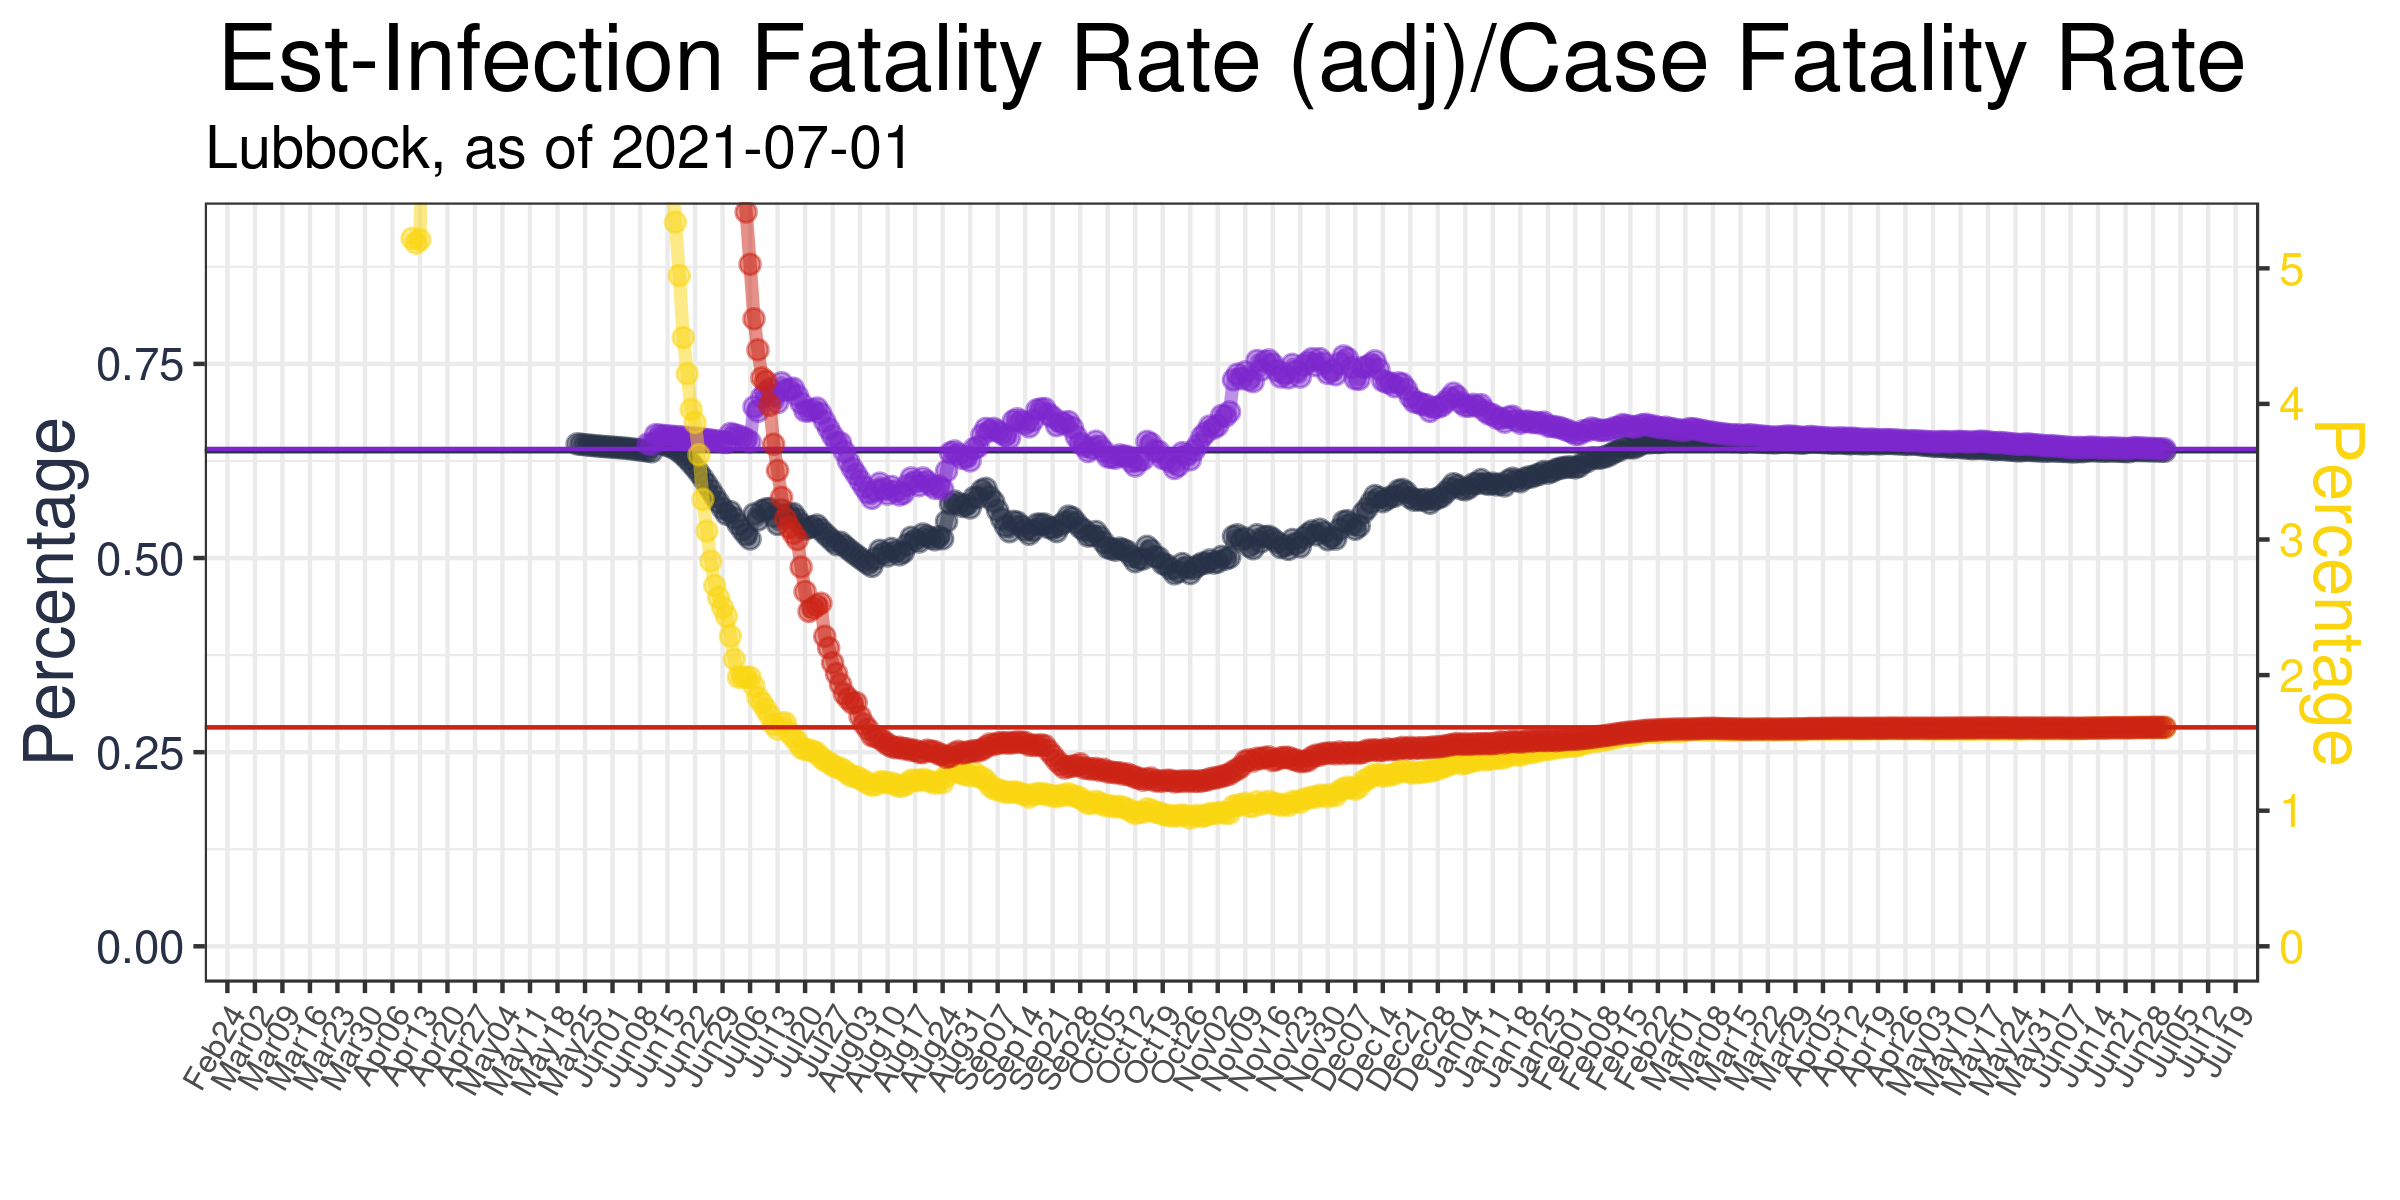 Est-Infection Fatality Rate (adj)/Case Fatality Rate
Lubbock, as of 2021-07-01
Percentage
0.75
0.50
0.25
0.00
5
4
3
2
1
0
Percentage
Feb24
Mar02
Mar09
Mar16
Mar23
Mar30
Apr06
Apr13
Apr20
Apr27
May04
May11
May18
May25
Jun01
Jun08
Jun15
Jun22
Jun29
Jul06
Jul13
Jul20
Jul27
Aug03
Aug10
Aug17
Aug24
Aug31
Sep07
Sep14
Sep21
Sep28
Oct05
Oct12
Oct19
Oct26
Nov02
Nov09
Nov16
Nov23
Nov30
Dec07
Dec14
Dec21
Dec28
Jan04
Jan11
Jan18
Jan25
Feb01
Feb08
Feb15
Feb22
Mar01
Mar08
Mar15
Mar22
Mar29
Apr05
Apr12
Apr19
Apr26
May03
May10
May17
May24
May31
Jun07
Jun14
Jun21
Jun28
Jul05
Jul12
Jul19